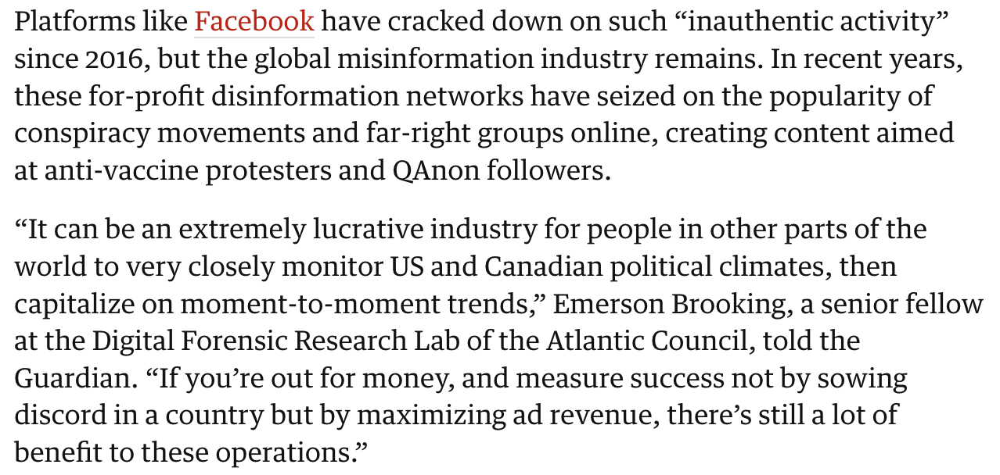 Platforms like Facebook have cracked down on such “inauthentic activity”
since 2016, but the global misinformation industry remains. In recent years,
these for-profit disinformation networks have seized on the popularity of
conspiracy movements and far-right groups online, creating content aimed
at anti-vaccine protesters and QAnon followers.
“It can be an extremely lucrative industry for people in other parts of the
world to very closely monitor US and Canadian political climates, then
capitalize on moment-to-moment trends,” Emerson Brooking, a senior fellow
at the Digital Forensic Research Lab of the Atlantic Council, told the
Guardian. “If you’re out for money, and measure success not by sowing
discord in a country but by maximizing ad revenue, there’s still a lot of
benefit to these operations.”